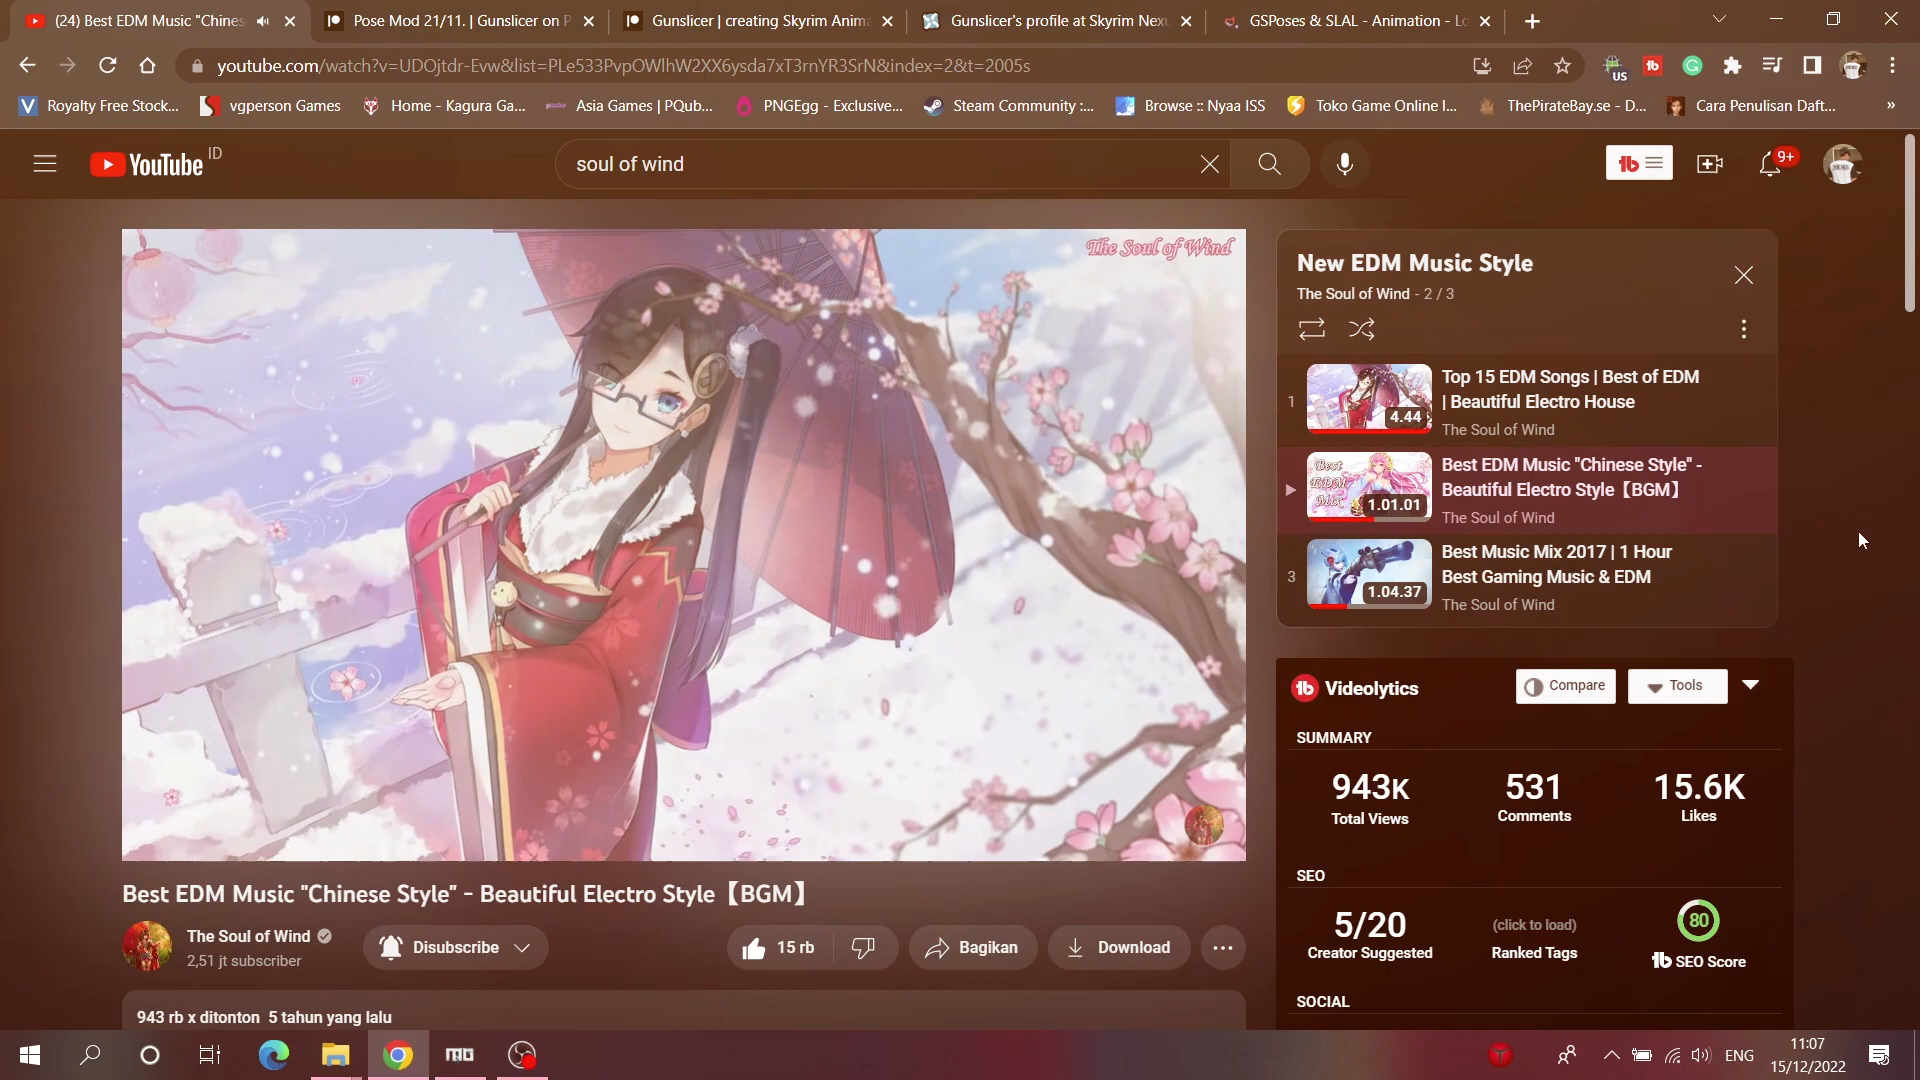 (24) Best EDM Music "Chines
Pose Mod 21/11. | Gunslicer on P
Gunslicer | creating Skyrim Anima
Gunslicer's profile at Skyrim Nexu
GSPoses & SLAL - Animation - Lo
youtube.com/watch?v=UDOjtdr-Evw&list=PLe533PvpOWlhW2XX6ysda7xT3rnYR3SrN&index=2&t=2005s
US
Royalty Free Stock...
vgperson Games
Home - Kagura Ga...
Asia Games | PQub...
PNGEgg - Exclusive...
Steam Community :...
Browse :: Nyaa ISS
Toko Game Online I...
ThePirateBay.se - D...
Cara Penulisan Daft...
»
YouTube ID
soul of wind
9+
The Soul of Wind
New EDM Music Style
The Soul of Wind - 2 / 3
1
4.44
Top 15 EDM Songs | Best of EDM
| Beautiful Electro House
The Soul of Wind
Best
EDM
Mix
1.01.01
Best EDM Music "Chinese Style" -
Beautiful Electro Style【BGM】
The Soul of Wind
3
1.04.37
Best Music Mix 2017 | 1 Hour
Best Gaming Music & EDM
The Soul of Wind
Videolytics
Compare
Tools
SUMMARY
943K
Total Views
531
Comments
15.6K
Likes
SEO
5/20
Creator Suggested
(click to load)
Ranked Tags
80
SEO Score
SOCIAL
Best EDM Music "Chinese Style" - Beautiful Electro Style【BGM】
The Soul of Wind
2,51 jt subscriber
Disubscribe
15 rb
Bagikan
Download
943 rb x ditonton 5 tahun yang lalu
ENG
11:07
15/12/2022